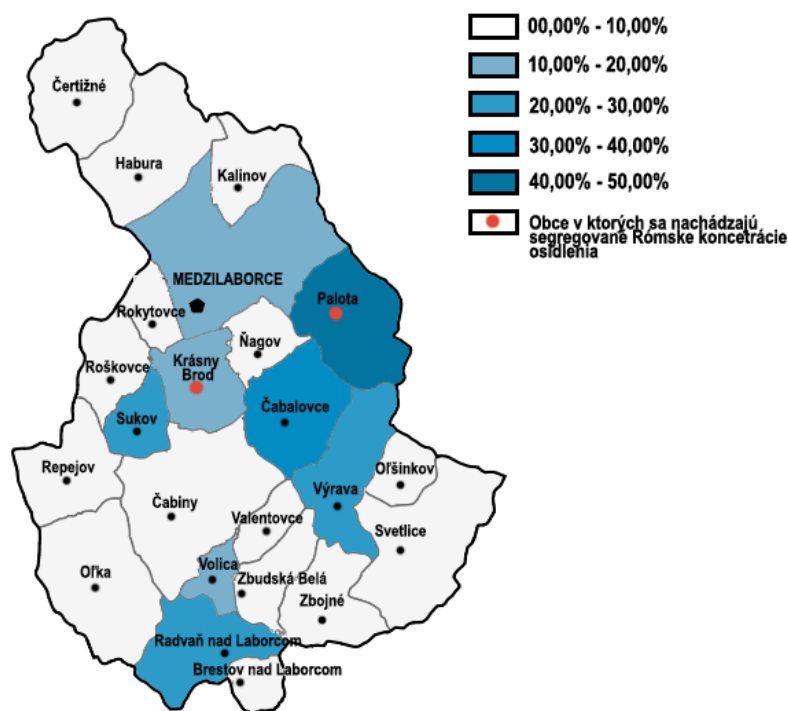 00,00% - 10,00%
10,00% - 20,00%
20,00% - 30,00%
30,00% - 40,00%
40,00% - 50,00%
Obce v ktorých sa nachádzajú
segregované Rómske koncetrácie
osídlenia
Čertižné
Habura
Kalinov
MEDZILABORCE
Palota
Rokytovce
Ňagov
Krásny
Brod
Roškovce
Čabalovce
Sukov
Repejov
Oľšinkov
Výrava
Čabiny
Valentovce
Svetlice
Volica
Oľka
Zbudská Belá
Zbojné
Radvaň nad Laborcom
Brestov nad Laborcom